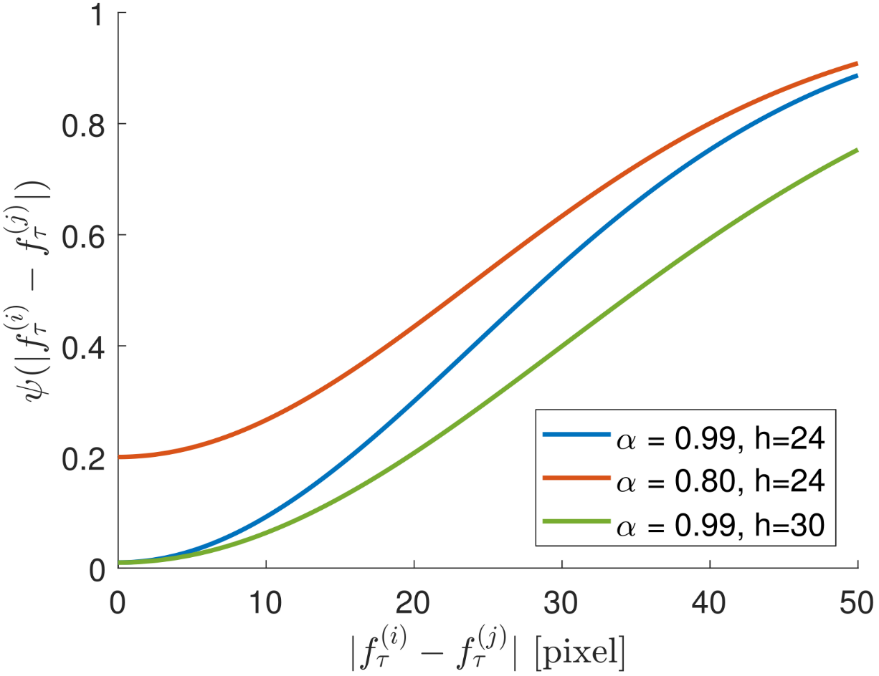 1
0.8
0.6
0.4
0.2
0
ψ(|f_τ^{(i)} − f_τ^{(j)}|)
α = 0.99, h=24
α = 0.80, h=24
α = 0.99, h=30
0 10 20 30 40 50
|f_τ^{(i)} − f_τ^{(j)}| [pixel]